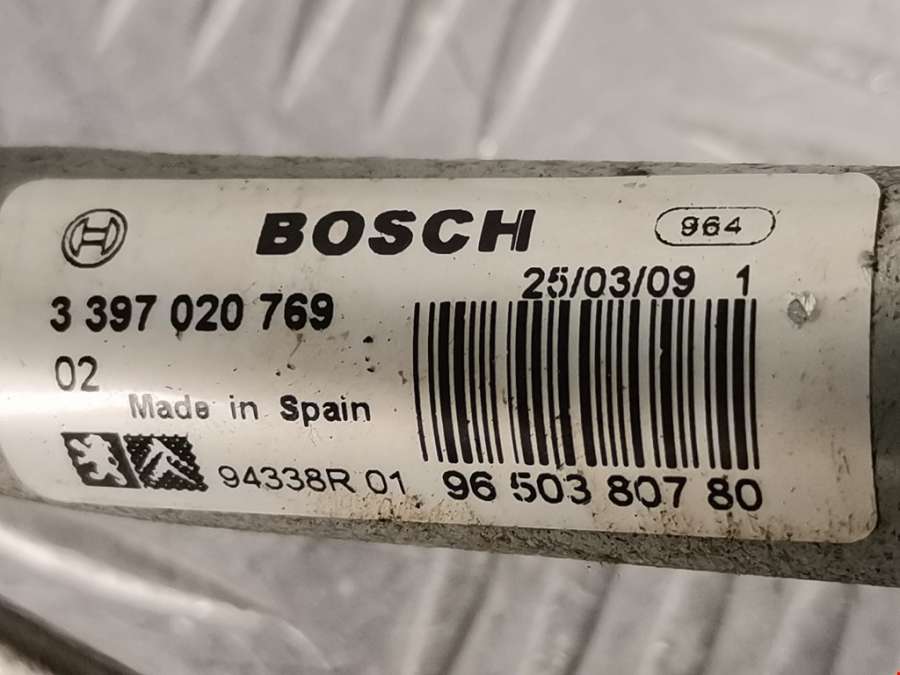 BOSCH 964
25/03/09 1
3 397 020 769
02
Made in Spain
94338R 01 96 503 807 80